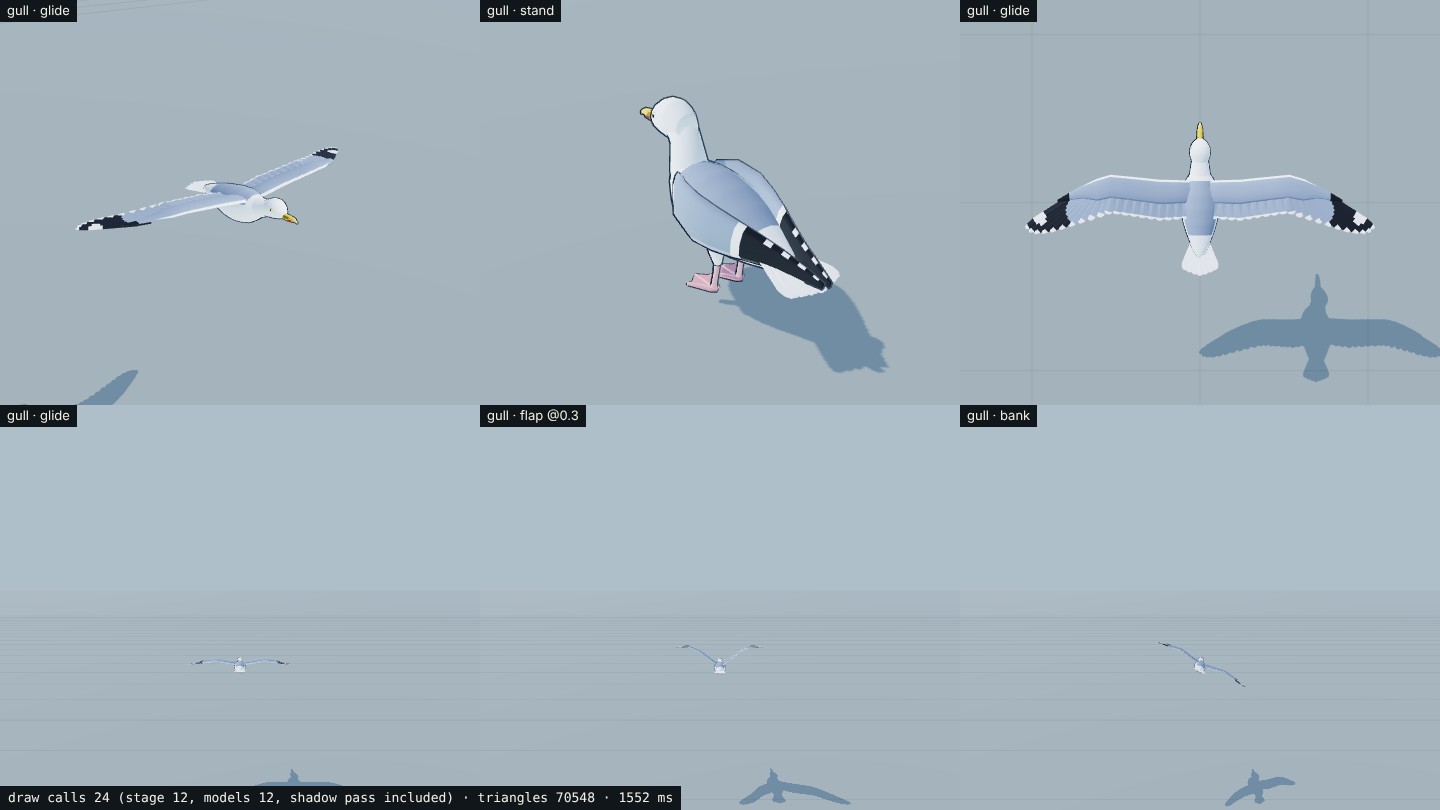 gull · glide
gull · stand
gull · glide
gull · glide
gull · flap @0.3
gull · bank
draw calls 24 (stage 12, models 12, shadow pass included) · triangles 70548 · 1552 ms